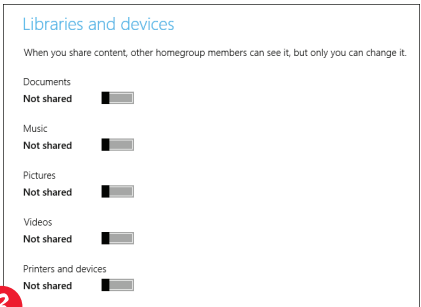 Libraries and devices
When you share content, other homegroup members can see it, but only you can change it.
Documents
Not shared
Music
Not shared
Pictures
Not shared
Videos
Not shared
Printers and devices
Not shared